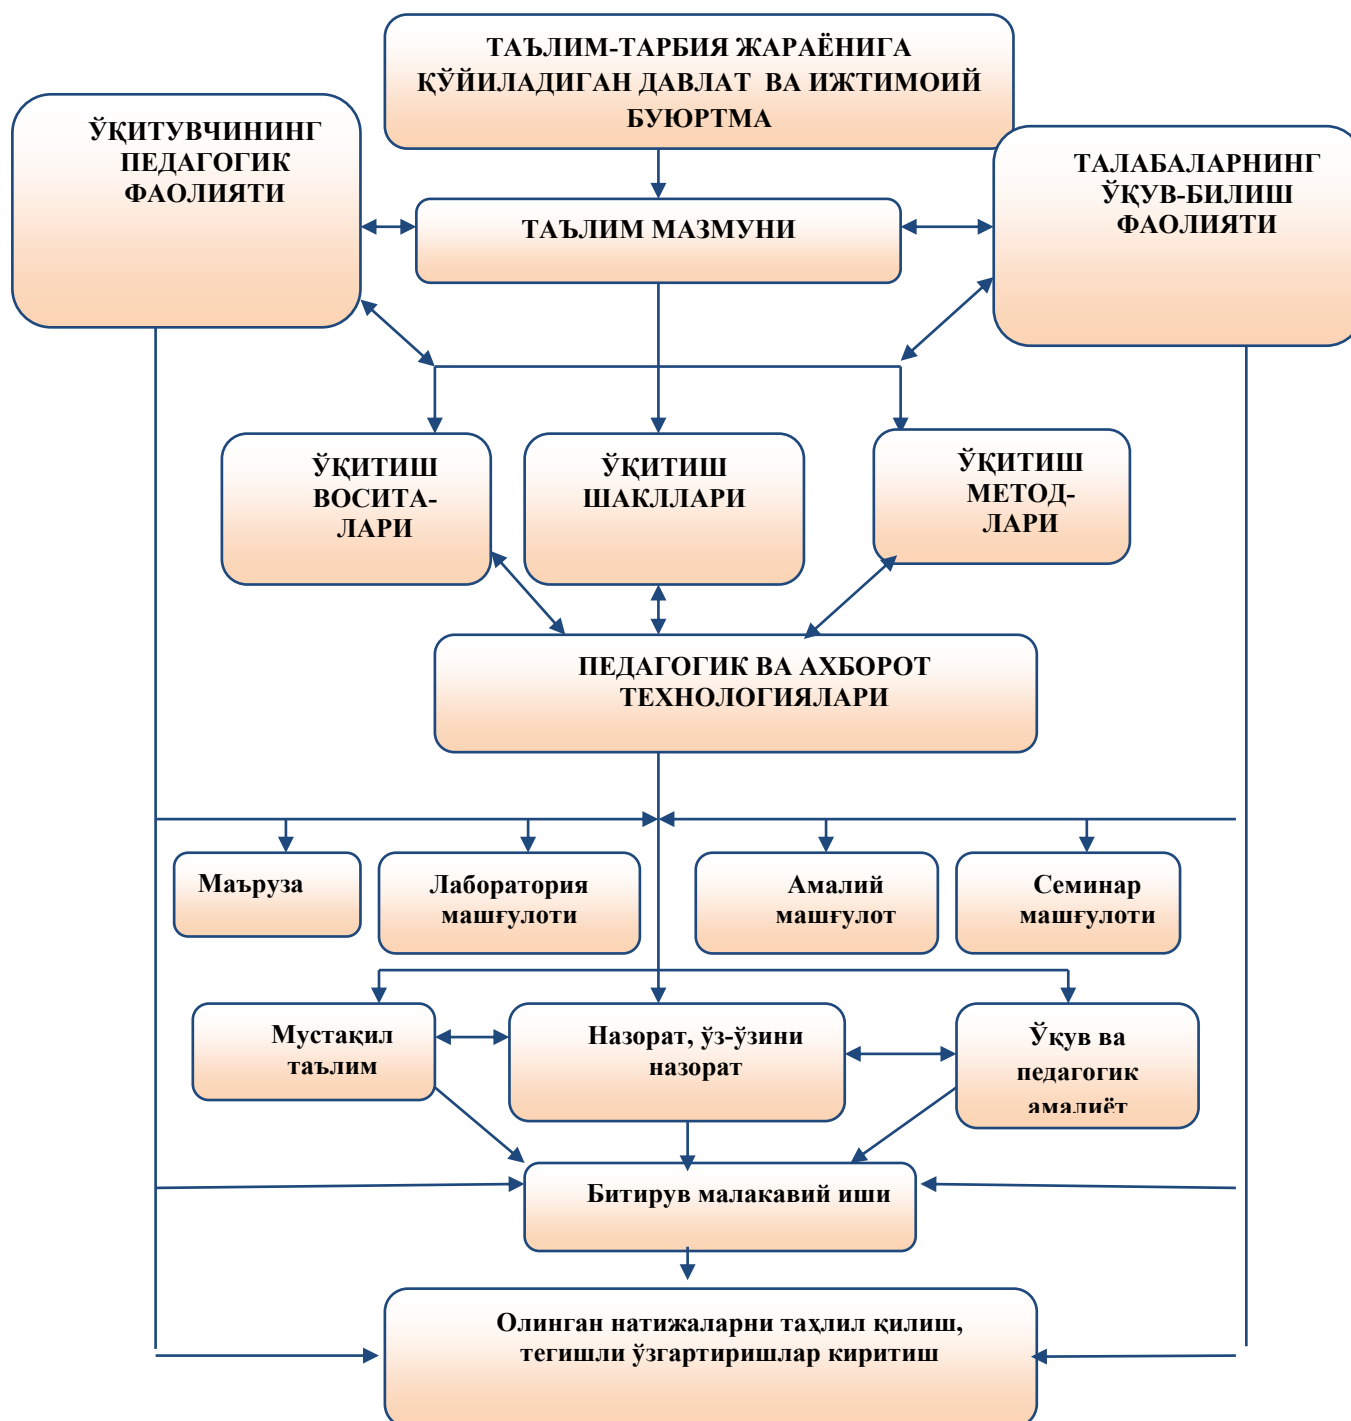 ТАЪЛИМ-ТАРБИЯ ЖАРАЁНИГА
ҚЎЙИЛАДИГАН ДАВЛАТ ВА ИЖТИМОИЙ
БУЮРТМА
ЎҚИТУВЧИНИНГ
ПЕДАГОГИК
ФАОЛИЯТИ
ТАЛАБАЛАРНИНГ
ЎҚУВ-БИЛИШ
ФАОЛИЯТИ
ТАЪЛИМ МАЗМУНИ
ЎҚИТИШ
ВОСИТА-
ЛАРИ
ЎҚИТИШ
ШАКЛЛАРИ
ЎҚИТИШ
МЕТОД-
ЛАРИ
ПЕДАГОГИК ВА АХБОРОТ
ТЕХНОЛОГИЯЛАРИ
Маъруза
Лаборатория
машғулоти
Амалий
машғулот
Семинар
машғулоти
Мустақил
таълим
Назорат, ўз-ўзини
назорат
Ўқув ва
педагогик
амалиёт
Битирув малакавий иши
Олинган натижаларни таҳлил қилиш,
тегишли ўзгартиришлар киритиш